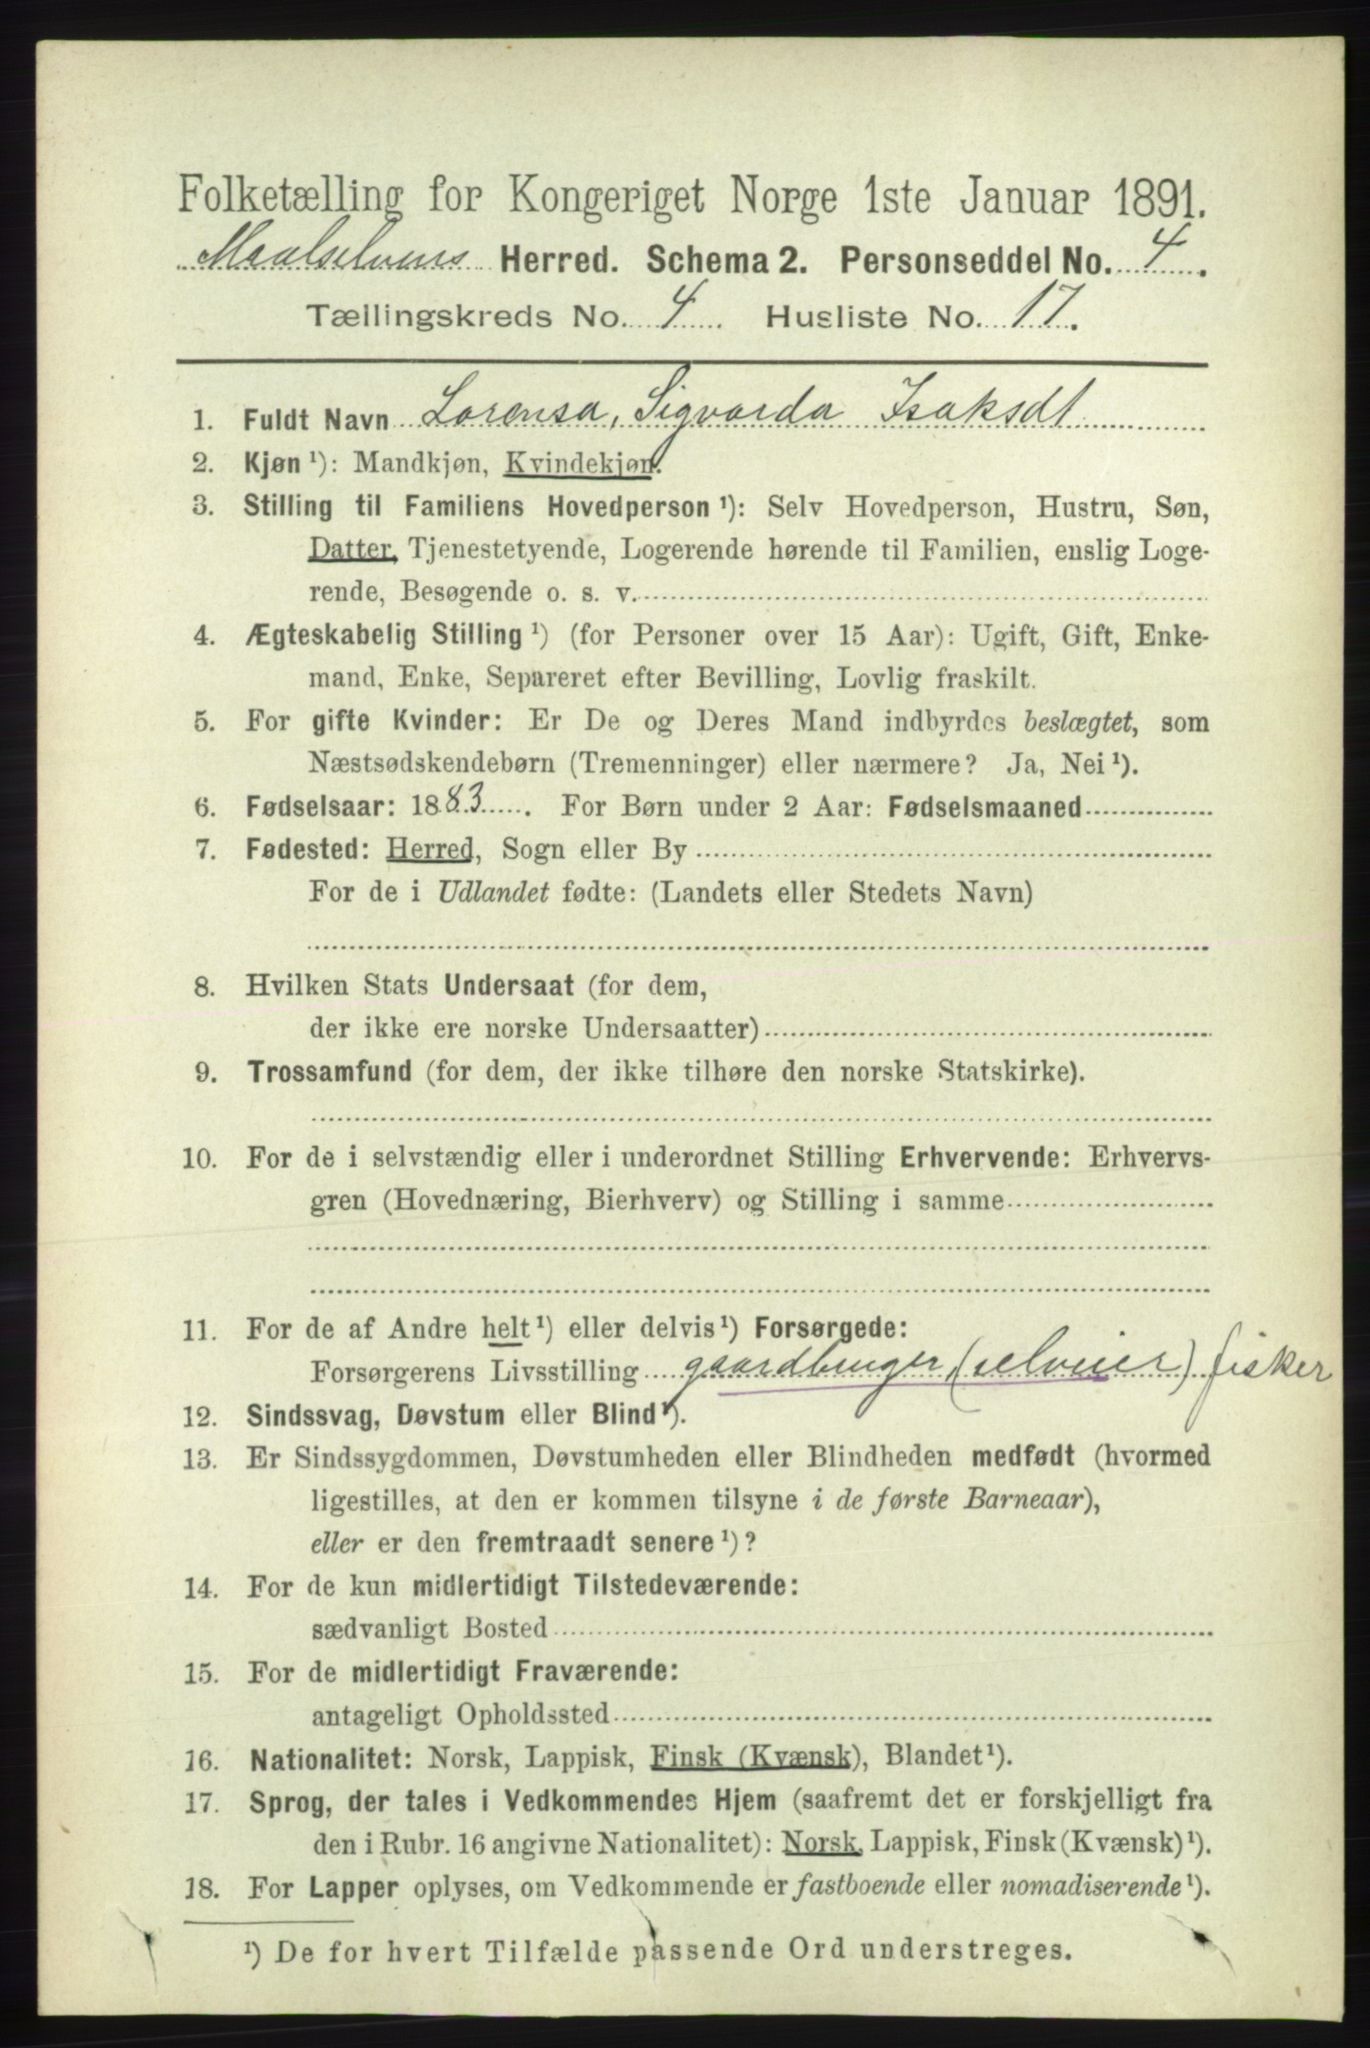 Folketælling for Kongeriget Norge 1ste Januar 1891.
Maalselvens Herred. Schema 2. Personseddel No. 4.
Tællingskreds No. 4 Husliste No. 17.
1. Fuldt Navn Lorensa, Sigvarda Isaksdt
2. Kjøn ¹): Mandkjøn, Kvindekjøn.
3. Stilling til Familiens Hovedperson ¹): Selv Hovedperson, Hustru, Søn,
Datter, Tjenestetyende, Logerende hørende til Familien, enslig Loge-
rende, Besøgende o. s. v.
4. Ægteskabelig Stilling ¹) (for Personer over 15 Aar): Ugift, Gift, Enke-
mand, Enke, Separeret efter Bevilling, Lovlig fraskilt.
5. For gifte Kvinder: Er De og Deres Mand indbyrdes beslægtet, som
Næstsødskendebørn (Tremenninger) eller nærmere? Ja, Nei ¹).
6. Fødselsaar: 1883. For Børn under 2 Aar: Fødselsmaaned
7. Fødested: Herred, Sogn eller By
For de i Udlandet fødte: (Landets eller Stedets Navn)
8. Hvilken Stats Undersaat (for dem,
der ikke ere norske Undersaatter)
9. Trossamfund (for dem, der ikke tilhøre den norske Statskirke).
10. For de i selvstændig eller i underordnet Stilling Erhvervende: Erhvervs-
gren (Hovednæring, Bierhverv) og Stilling i samme
11. For de af Andre helt ¹) eller delvis ¹) Forsørgede:
Forsørgerens Livsstilling gaardbruger, (selveier) fisker
12. Sindssvag, Døvstum eller Blind ¹).
13. Er Sindssygdommen, Døvstumheden eller Blindheden medfødt (hvormed
ligestilles, at den er kommen tilsyne i de første Barneaar),
eller er den fremtraadt senere ¹)?
14. For de kun midlertidigt Tilstedeværende:
sædvanligt Bosted
15. For de midlertidigt Fraværende:
antageligt Opholdssted
16. Nationalitet: Norsk, Lappisk, Finsk (Kvænsk), Blandet ¹).
17. Sprog, der tales i Vedkommendes Hjem (saafremt det er forskjelligt fra
den i Rubr. 16 angivne Nationalitet): Norsk, Lappisk, Finsk (Kvænsk) ¹).
18. For Lapper oplyses, om Vedkommende er fastboende eller nomadiserende ¹).
¹) De for hvert Tilfælde passende Ord understreges.